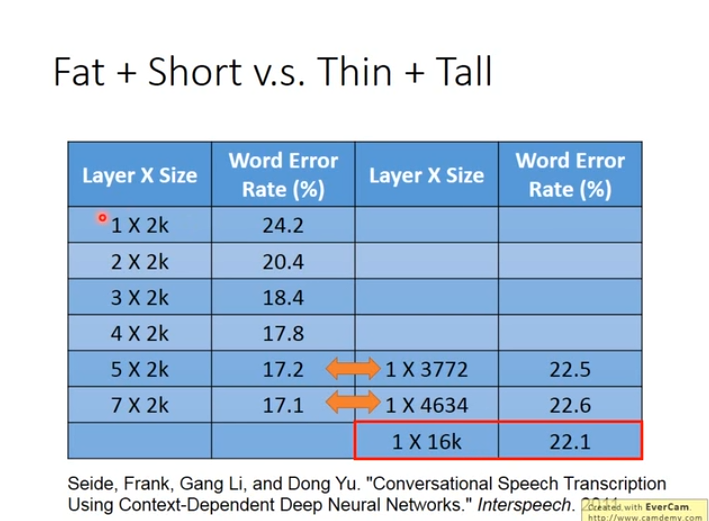 Fat + Short v.s. Thin + Tall
Layer X Size Word Error Rate (%) Layer X Size Word Error Rate (%)
1 X 2k 24.2
2 X 2k 20.4
3 X 2k 18.4
4 X 2k 17.8
5 X 2k 17.2 1 X 3772 22.5
7 X 2k 17.1 1 X 4634 22.6
1 X 16k 22.1
Seide, Frank, Gang Li, and Dong Yu. "Conversational Speech Transcription
Using Context-Dependent Deep Neural Networks." Interspeech. 2011.
Created with EverCam.
http://www.camdemy.com